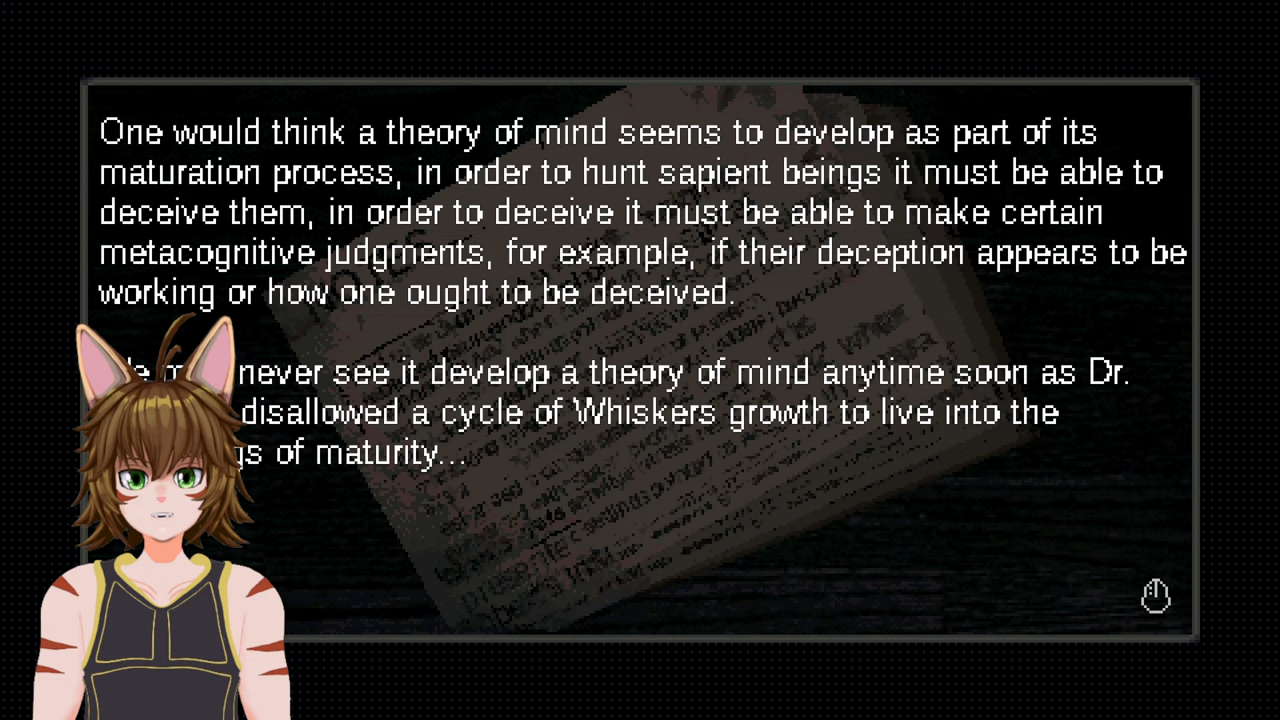 One would think a theory of mind seems to develop as part of its
maturation process, in order to hunt sapient beings it must be able to
deceive them, in order to deceive it must be able to make certain
metacognitive judgments, for example, if their deception appears to be
working or how one ought to be deceived.
never see it develop a theory of mind anytime soon as Dr.
disallowed a cycle of Whiskers growth to live into the
of maturity...